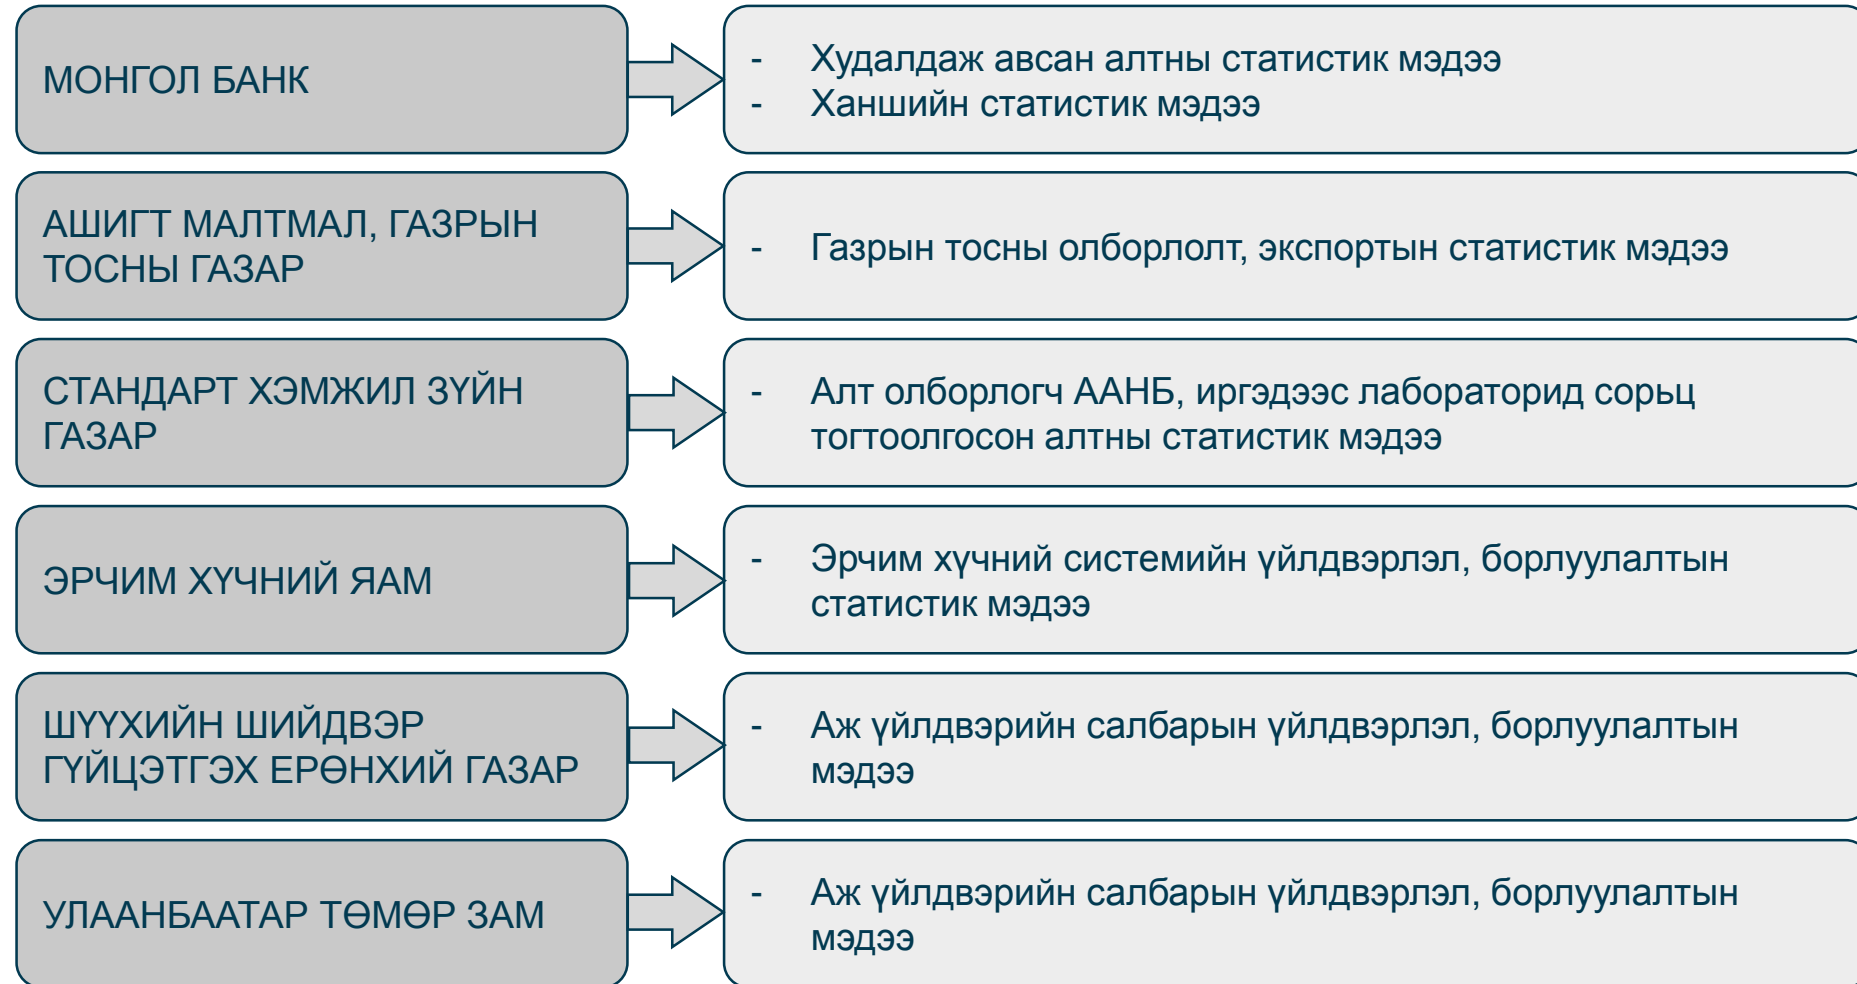 МОНГОЛ БАНК
- Худалдаж авсан алтны статистик мэдээ
- Ханшийн статистик мэдээ
АШИГТ МАЛТМАЛ, ГАЗРЫН
ТОСНЫ ГАЗАР
- Газрын тосны олборлолт, экспортын статистик мэдээ
СТАНДАРТ ХЭМЖИЛ ЗҮЙН
ГАЗАР
- Алт олборлогч ААНБ, иргэдээс лабораторид сорьц
тогтоолгосон алтны статистик мэдээ
ЭРЧИМ ХҮЧНИЙ ЯАМ
- Эрчим хүчний системийн үйлдвэрлэл, борлуулалтын
статистик мэдээ
ШҮҮХИЙН ШИЙДВЭР
ГҮЙЦЭТГЭХ ЕРӨНХИЙ ГАЗАР
- Аж үйлдвэрийн салбарын үйлдвэрлэл, борлуулалтын
мэдээ
УЛААНБААТАР ТӨМӨР ЗАМ
- Аж үйлдвэрийн салбарын үйлдвэрлэл, борлуулалтын
мэдээ